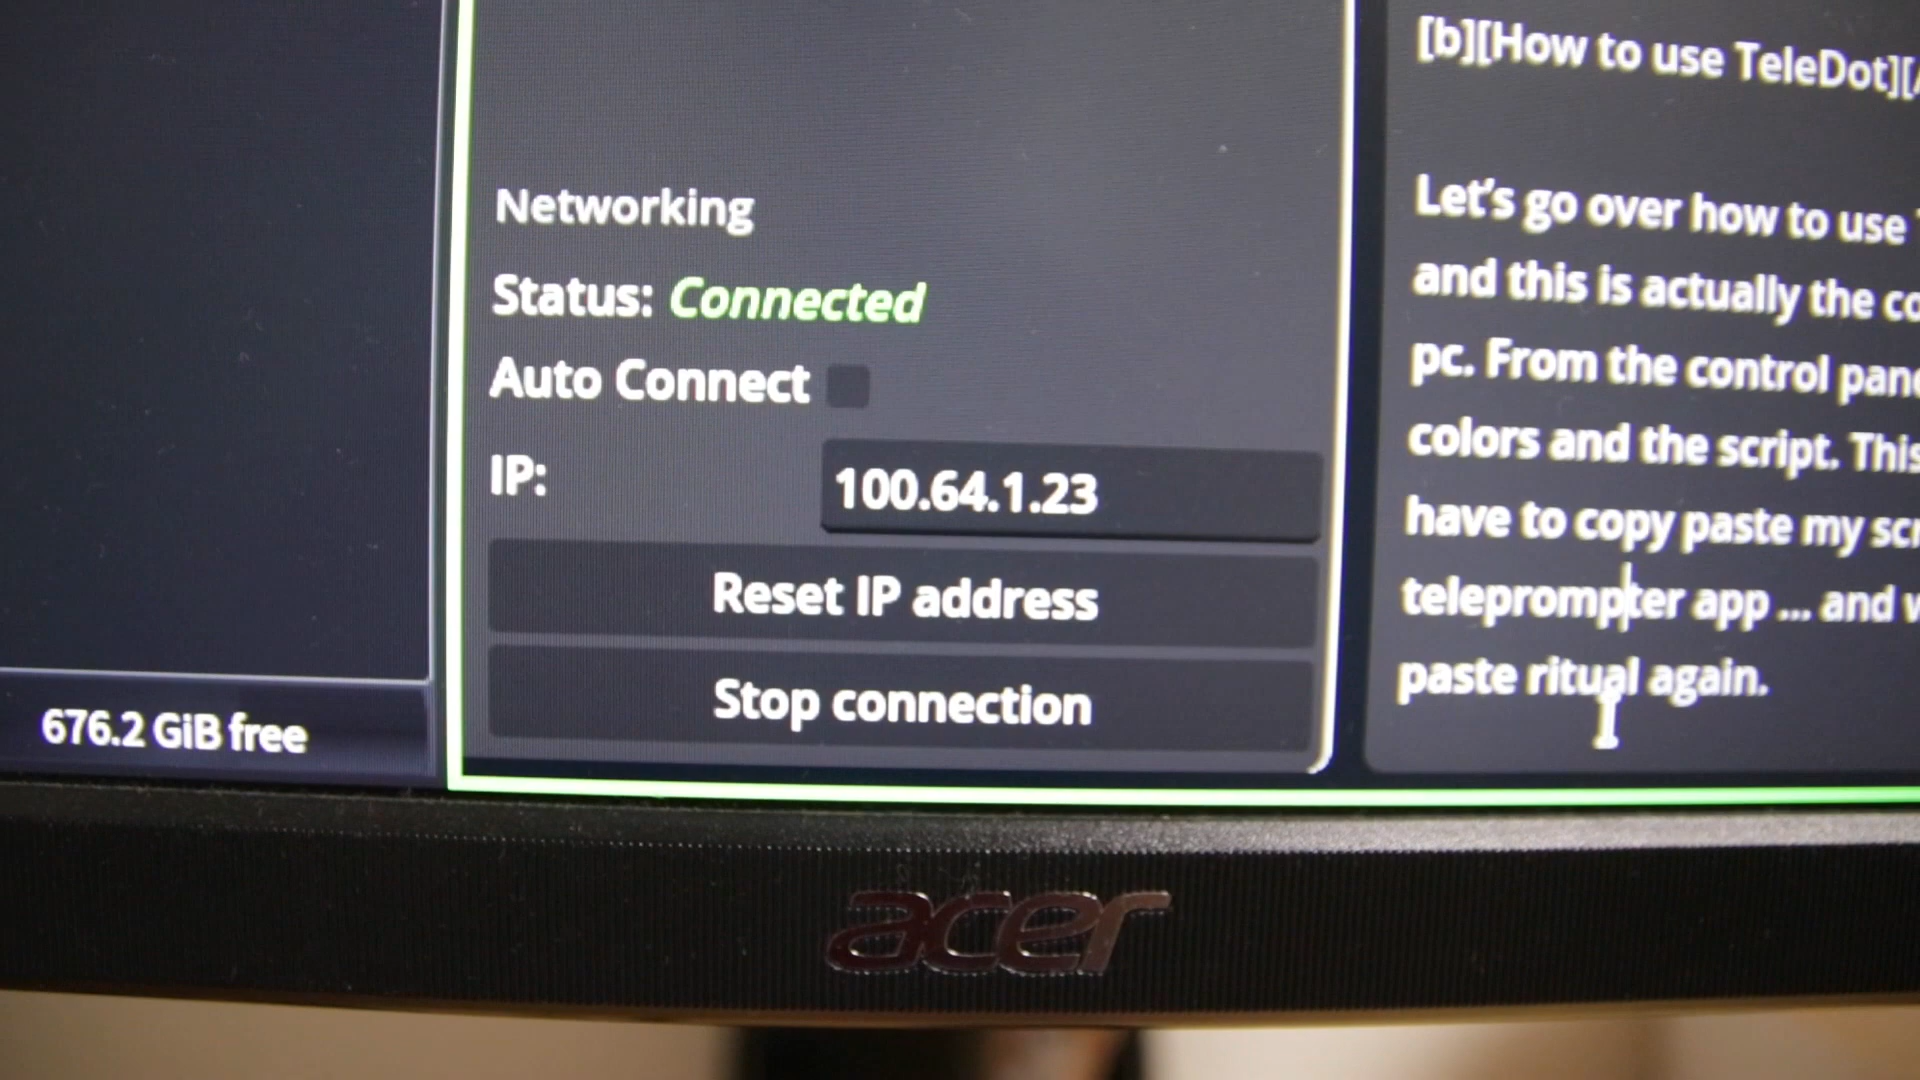 Networking
Status: Connected
Auto Connect
IP: 100.64.1.23
Reset IP address
Stop connection
676.2 GiB free
[b][How to use TeleDot][
Let's go over how to use
and this is actually the
pc. From the control
colors and the script. This
have to copy paste my
teleprompter app ... and
paste ritual again.
acer